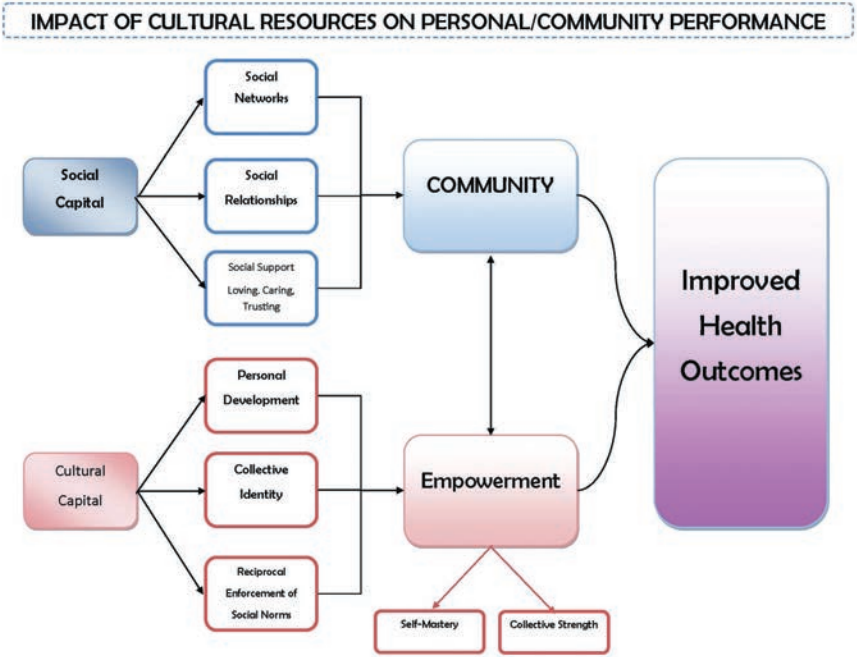 IMPACT OF CULTURAL RESOURCES ON PERSONAL/COMMUNITY PERFORMANCE
Social
Capital
Social
Networks
Social
Relationships
Social Support
Loving, Caring,
Trusting
COMMUNITY
Cultural
Capital
Personal
Development
Collective
Identity
Reciprocal
Enforcement of
Social Norms
Empowerment
Self-Mastery
Collective Strength
Improved
Health
Outcomes